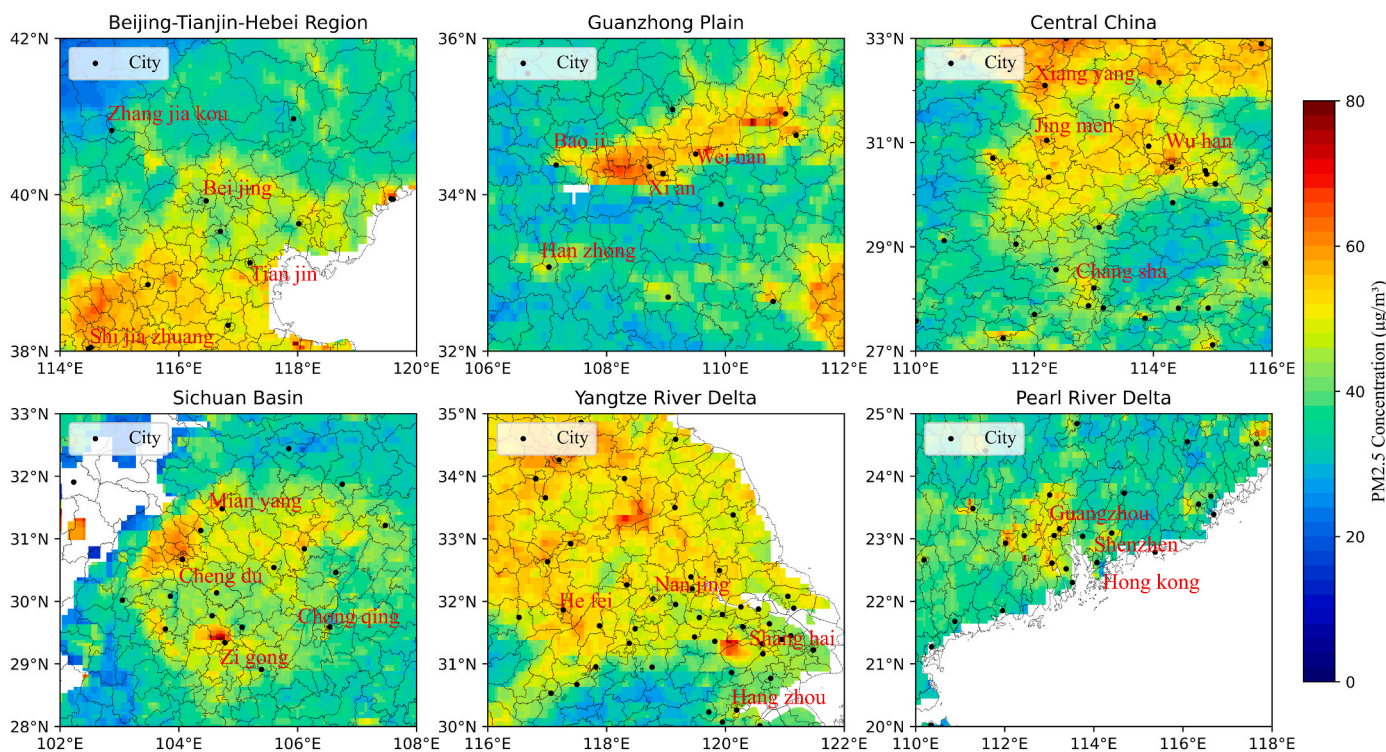 Beijing-Tianjin-Hebei Region
42°N
City
Zhang jia kou
40°N
Bei jing
Tian jin
Shi jia zhuang
38°N
114°E 116°E 118°E 120°E
Guanzhong Plain
36°N
City
Bao ji
Wei nan
34°N
Xi an
Han zhong
32°N
106°E 108°E 110°E 112°E
Central China
33°N
City
Xiang yang
31°N
Jing men
Wu han
29°N
Chang sha
27°N
110°E 112°E 114°E 116°E
Sichuan Basin
33°N
City
32°N
Mian yang
31°N
Cheng du
30°N
Chong qing
29°N
Zi gong
28°N
102°E 104°E 106°E 108°E
Yangtze River Delta
35°N
City
34°N
33°N
Nan jing
32°N
He fei
Shang hai
31°N
Hang zhou
30°N
116°E 118°E 120°E 122°E
Pearl River Delta
25°N
City
24°N
23°N
Guangzhou
Shenzhen
Hong kong
22°N
21°N
20°N
110°E 112°E 114°E 116°E 118°E
80
60
40
20
0
PM2.5 Concentration (μg/m³)